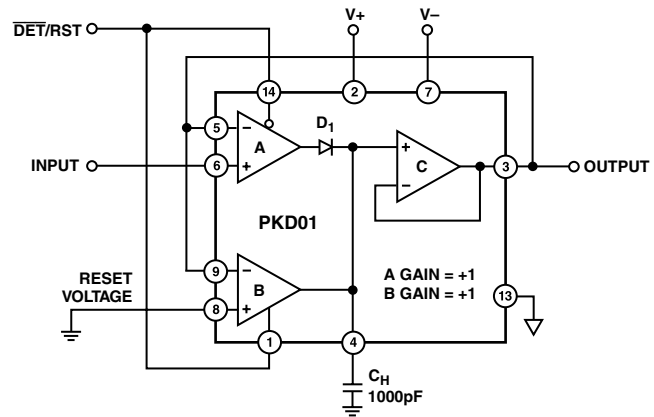 D̅E̅T̅/RST
V+
V–
14
2
7
5
–
A
D1
+
C
3
OUTPUT
INPUT
6
+
–
PKD01
9
–
B
A GAIN = +1
B GAIN = +1
RESET
VOLTAGE
8
+
13
1
4
CH
1000pF